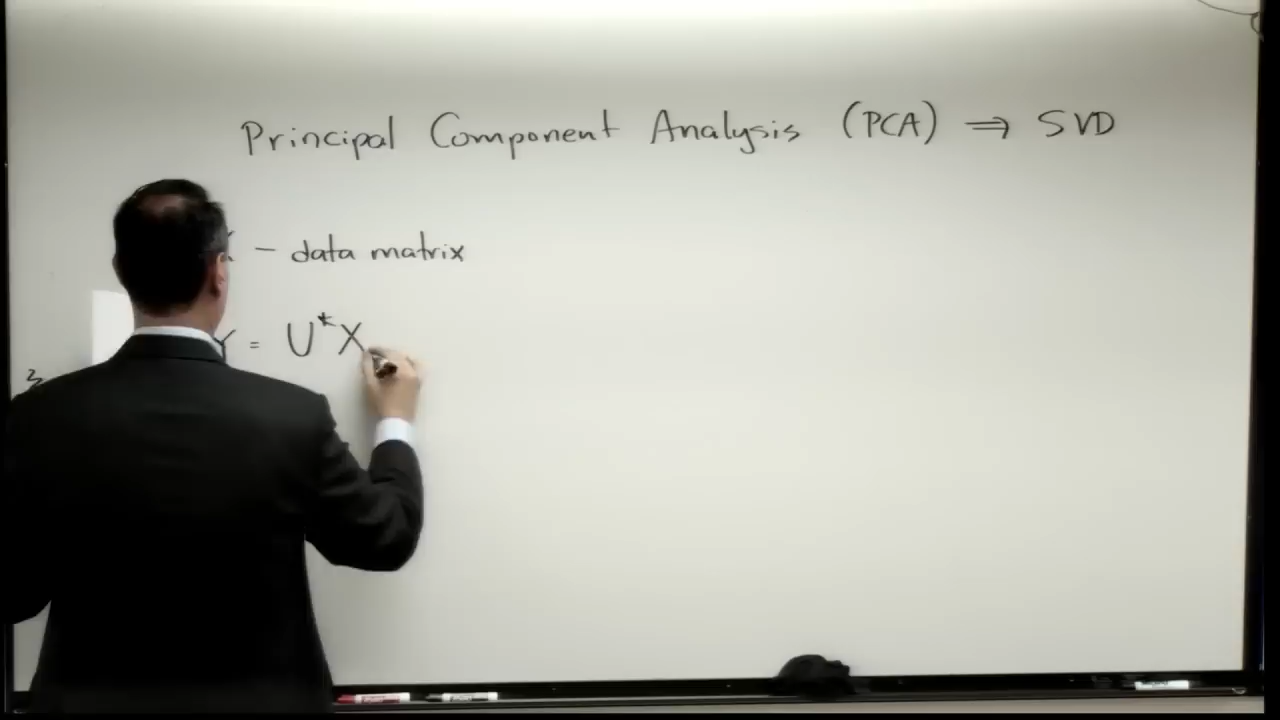 Principal Component Analysis (PCA) ⇒ SVD
X – data matrix
Y = U*X